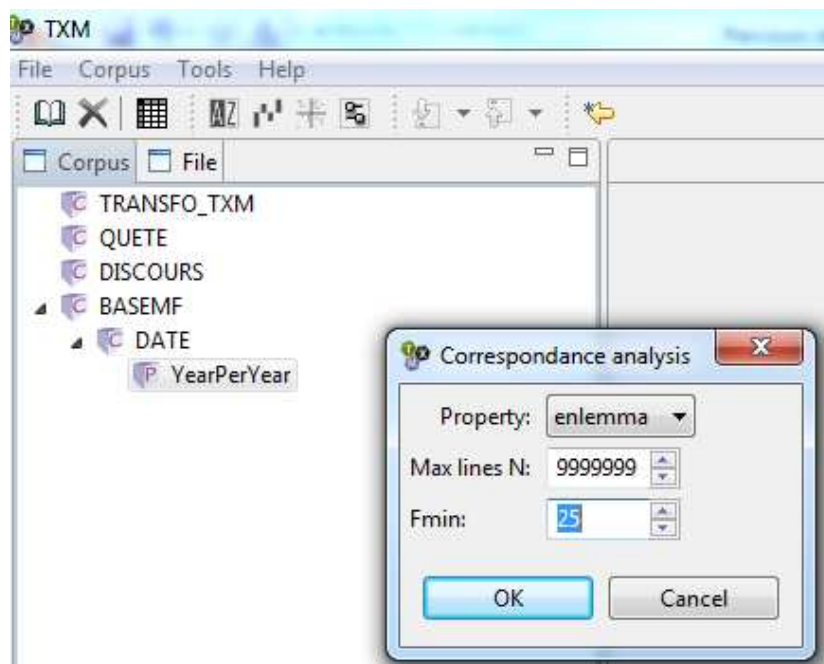 TXM
File Corpus Tools Help
Corpus File
TRANSFO_TXM
QUETE
DISCOURS
BASEMF
DATE
YearPerYear
Correspondance analysis
Property: enlemma
Max lines N: 9999999
Fmin: 25
OK Cancel